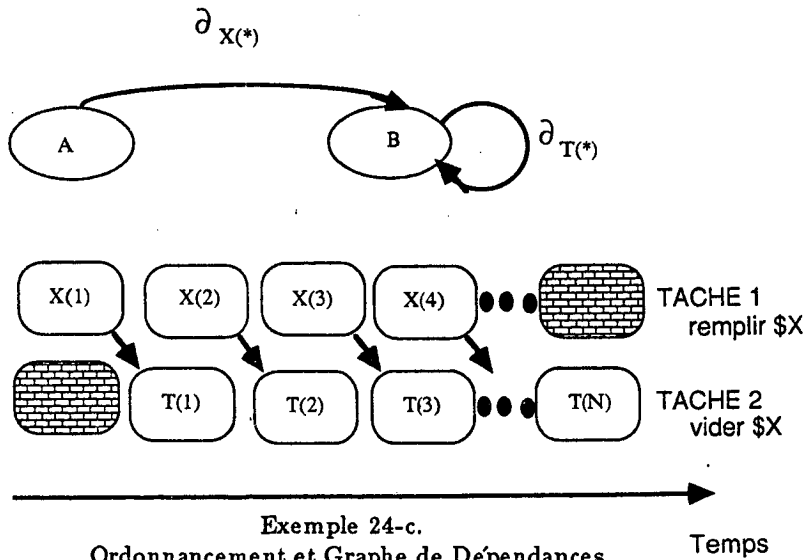 ∂ X(*)
A
B
∂ T(*)
X(1) X(2) X(3) X(4) TACHE 1
remplir $X
T(1) T(2) T(3) T(N) TACHE 2
vider $X
Exemple 24-c.
Ordonnancement et Graphe de Dépendances
Temps